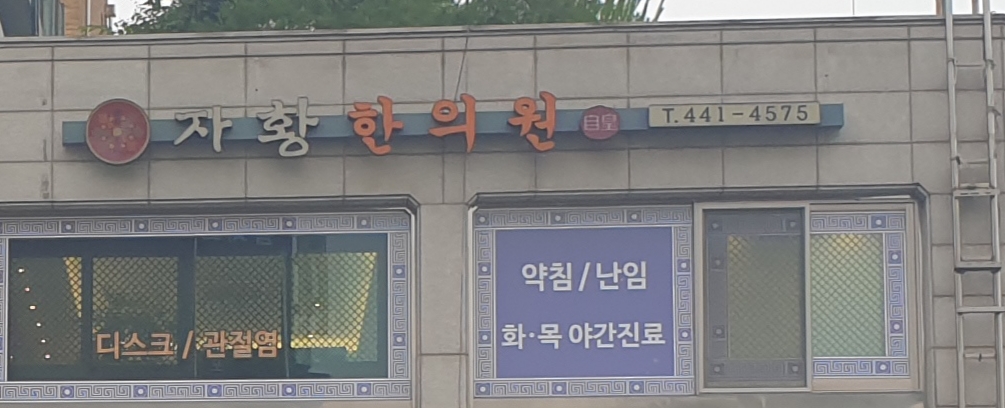 자황 한의원 自皇 T.441-4575
디스크 / 관절염
약침 / 난임
화·목 야간진료